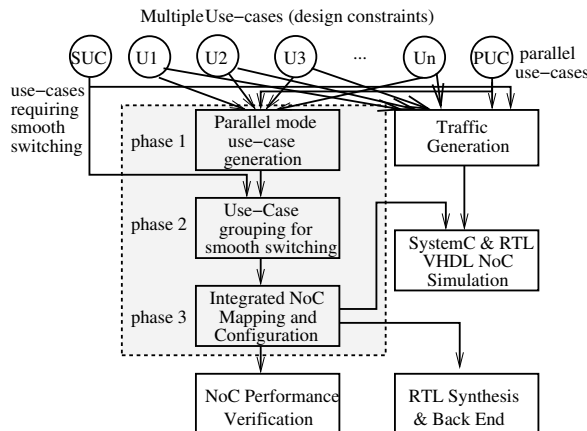 Multiple Use-cases (design constraints)
SUC U1 U2 U3 ... Un PUC
parallel
use-cases
use-cases
requiring
smooth
switching
phase 1
Parallel mode
use-case
generation
Traffic
Generation
phase 2
Use-Case
grouping for
smooth switching
SystemC & RTL
VHDL NoC
Simulation
phase 3
Integrated NoC
Mapping and
Configuration
NoC Performance
Verification
RTL Synthesis
& Back End